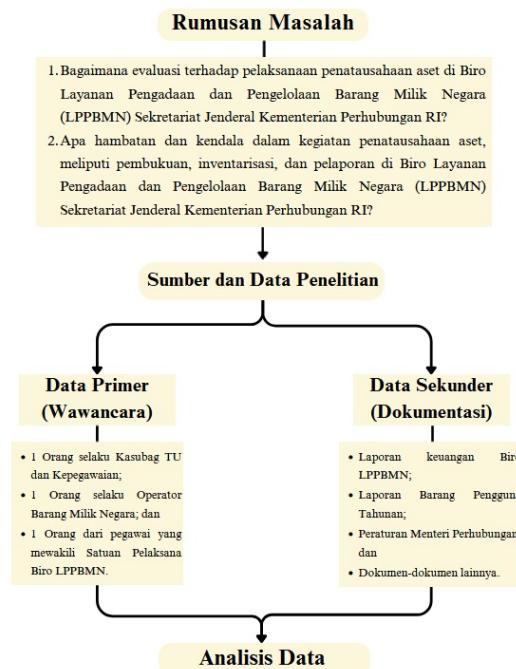 Rumusan Masalah
1. Bagaimana evaluasi terhadap pelaksanaan penatausahaan aset di Biro
Layanan Pengadaan dan Pengelolaan Barang Milik Negara
(LPPBMN) Sekretariat Jenderal Kementerian Perhubungan RI?
2. Apa hambatan dan kendala dalam kegiatan penatausahaan aset,
meliputi pembukuan, inventarisasi, dan pelaporan di Biro Layanan
Pengadaan dan Pengelolaan Barang Milik Negara (LPPBMN)
Sekretariat Jenderal Kementerian Perhubungan RI?
Sumber dan Data Penelitian
Data Primer
(Wawancara)
• 1 Orang selaku Kasubag TU
dan Kepegawaian;
• 1 Orang selaku Operator
Barang Milik Negara; dan
• 1 Orang dari pegawai yang
mewakili Satuan Pelaksana
Biro LPPBMN.
Data Sekunder
(Dokumentasi)
• Laporan keuangan Biro
LPPBMN;
• Laporan Barang Pengguna
Tahunan;
• Peraturan Menteri Perhubungan
dan
• Dokumen-dokumen lainnya.
Analisis Data